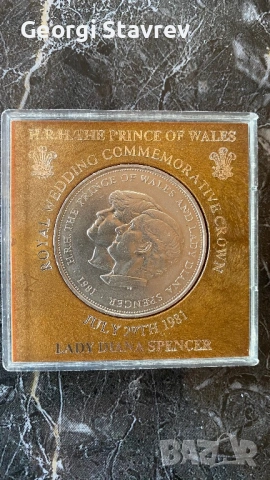 Georgi Stavrev
H.R.H. THE PRINCE OF WALES
ROYAL WEDDING COMMEMORATIVE CROWN
H.R.H. THE PRINCE OF WALES AND LADY DIANA SPENCER 1981
JULY 29TH 1981
LADY DIANA SPENCER
BAZAR